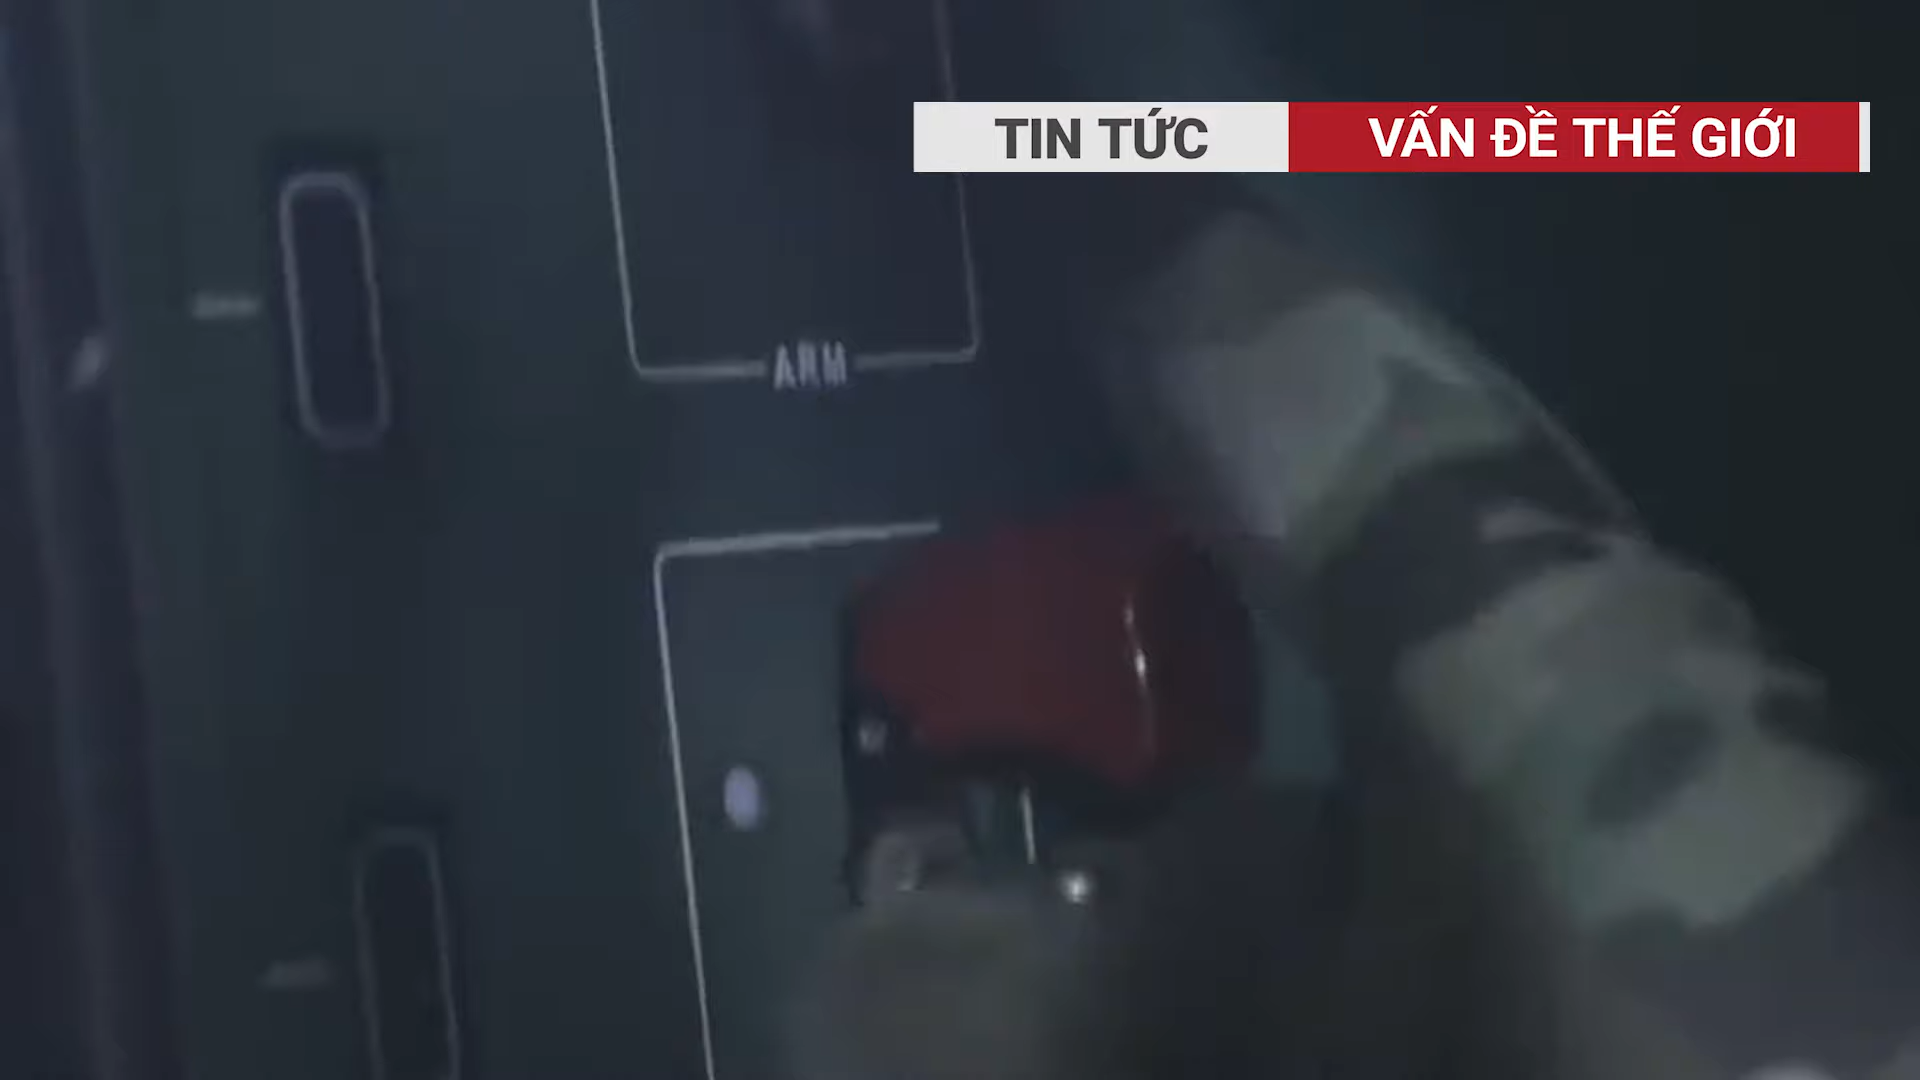 TIN TỨC VẤN ĐỀ THẾ GIỚI
ARM